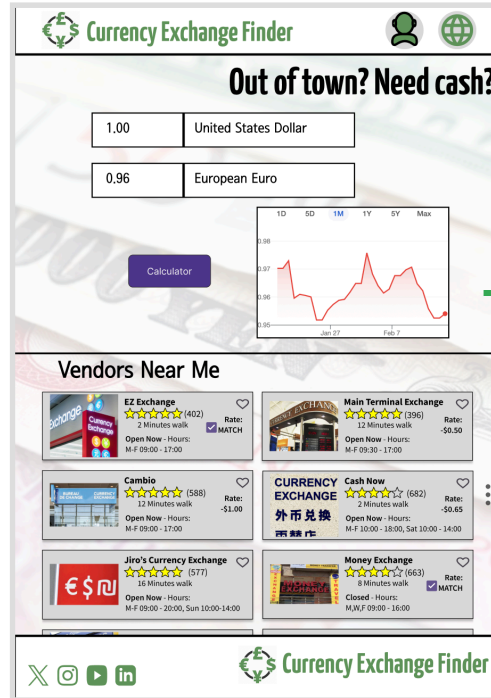 Currency Exchange Finder
Out of town? Need cash?
1.00 United States Dollar
0.96 European Euro
1D 5D 1M 1Y 5Y Max
0.98
0.97
0.96
0.95
Jan 27 Feb 7
Calculator
Vendors Near Me
EZ Exchange
(402)
2 Minutes walk
Rate:
MATCH
Open Now - Hours:
M-F 09:00 - 17:00
Currency
Exchange
Main Terminal Exchange
(396)
12 Minutes walk
Rate:
-$0.50
Open Now - Hours:
M-F 09:30 - 17:00
Cambio
(588)
12 Minutes walk
Rate:
-$1.00
Open Now - Hours:
M-F 09:00 - 17:00
CURRENCY
EXCHANGE
外币兑换
Cash Now
(682)
2 Minutes walk
Rate:
-$0.65
Open Now - Hours:
M-F 10:00 - 18:00, Sat 10:00 - 14:00
€$₪
Jiro's Currency Exchange
(577)
16 Minutes walk
Open Now - Hours:
M-F 09:00 - 20:00, Sun 10:00-14:00
Money Exchange
(663)
8 Minutes walk
Rate:
MATCH
Closed - Hours:
M,W,F 09:00 - 16:00
Currency Exchange Finder